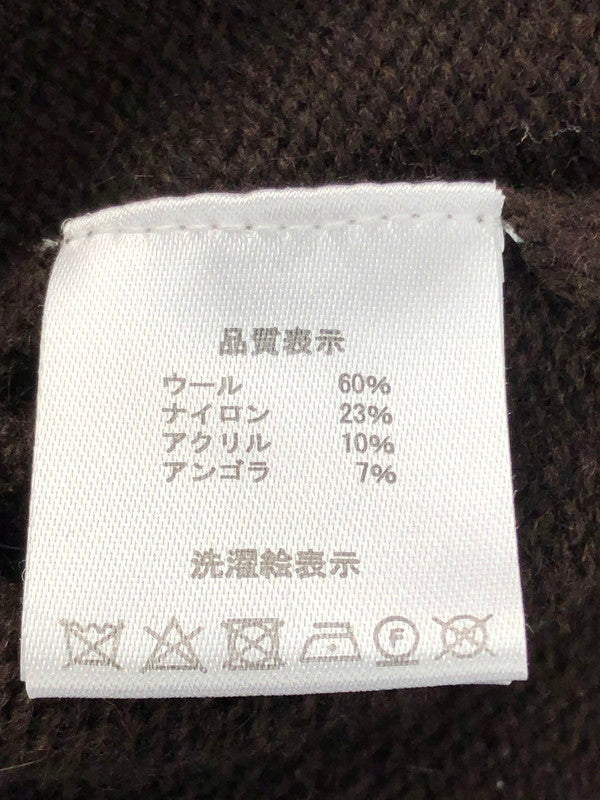 品質表示
ウール 60%
ナイロン 23%
アクリル 10%
アンゴラ 7%
洗濯絵表示
F